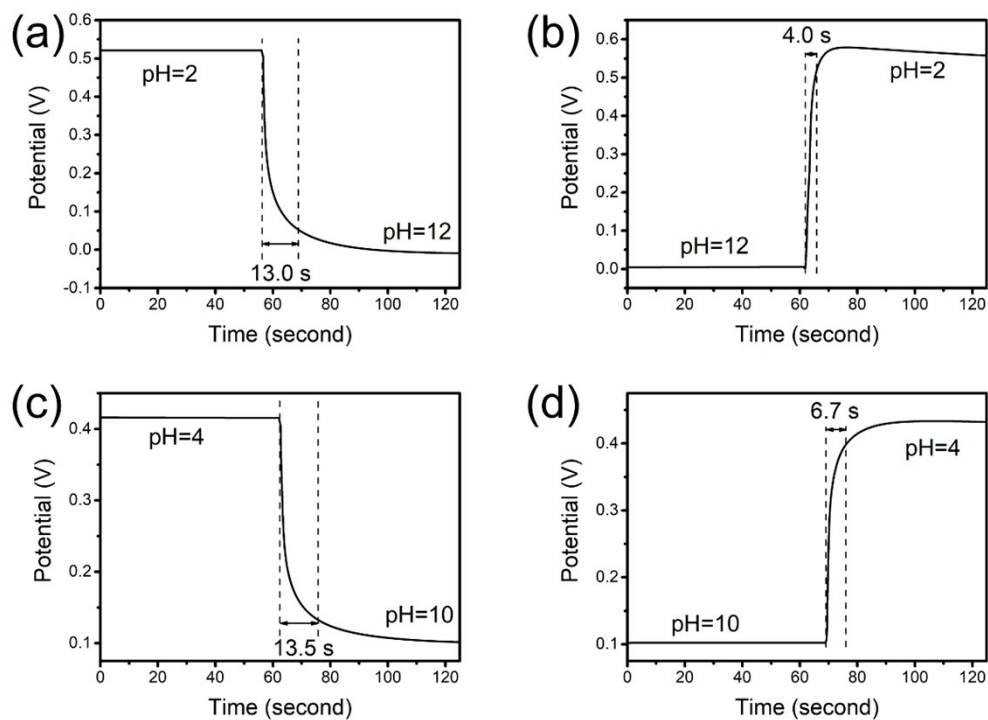 (a)
0.6
0.5
0.4
0.3
0.2
0.1
0.0
-0.1
Potential (V)
pH=2
pH=12
13.0 s
0 20 40 60 80 100 120
Time (second)
(b)
0.6
0.5
0.4
0.3
0.2
0.1
0.0
Potential (V)
4.0 s
pH=2
pH=12
0 20 40 60 80 100 120
Time (second)
(c)
0.4
0.3
0.2
0.1
Potential (V)
pH=4
pH=10
13.5 s
0 20 40 60 80 100 120
Time (second)
(d)
0.4
0.3
0.2
0.1
Potential (V)
6.7 s
pH=4
pH=10
0 20 40 60 80 100 120
Time (second)